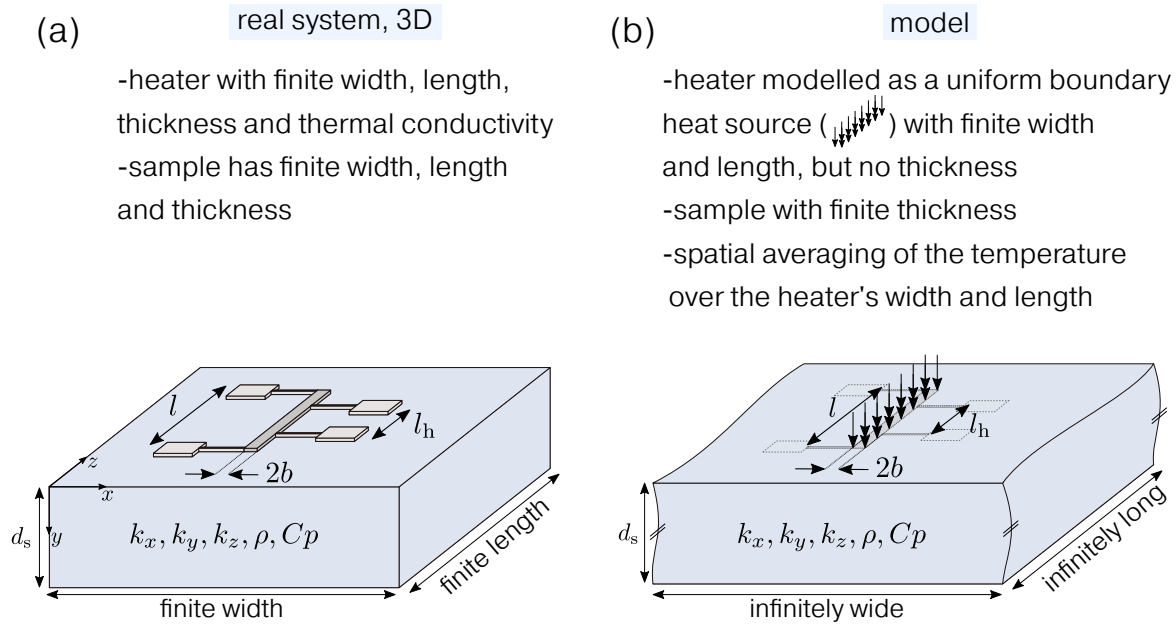 (a)
real system, 3D
-heater with finite width, length,
thickness and thermal conductivity
-sample has finite width, length
and thickness
l
l_h
2b
z
x
y
d_s
k_x, k_y, k_z, ρ, Cp
finite width
finite length
(b)
model
-heater modelled as a uniform boundary
heat source ( ) with finite width
and length, but no thickness
-sample with finite thickness
-spatial averaging of the temperature
over the heater's width and length
l
l_h
2b
d_s
k_x, k_y, k_z, ρ, Cp
infinitely wide
infinitely long